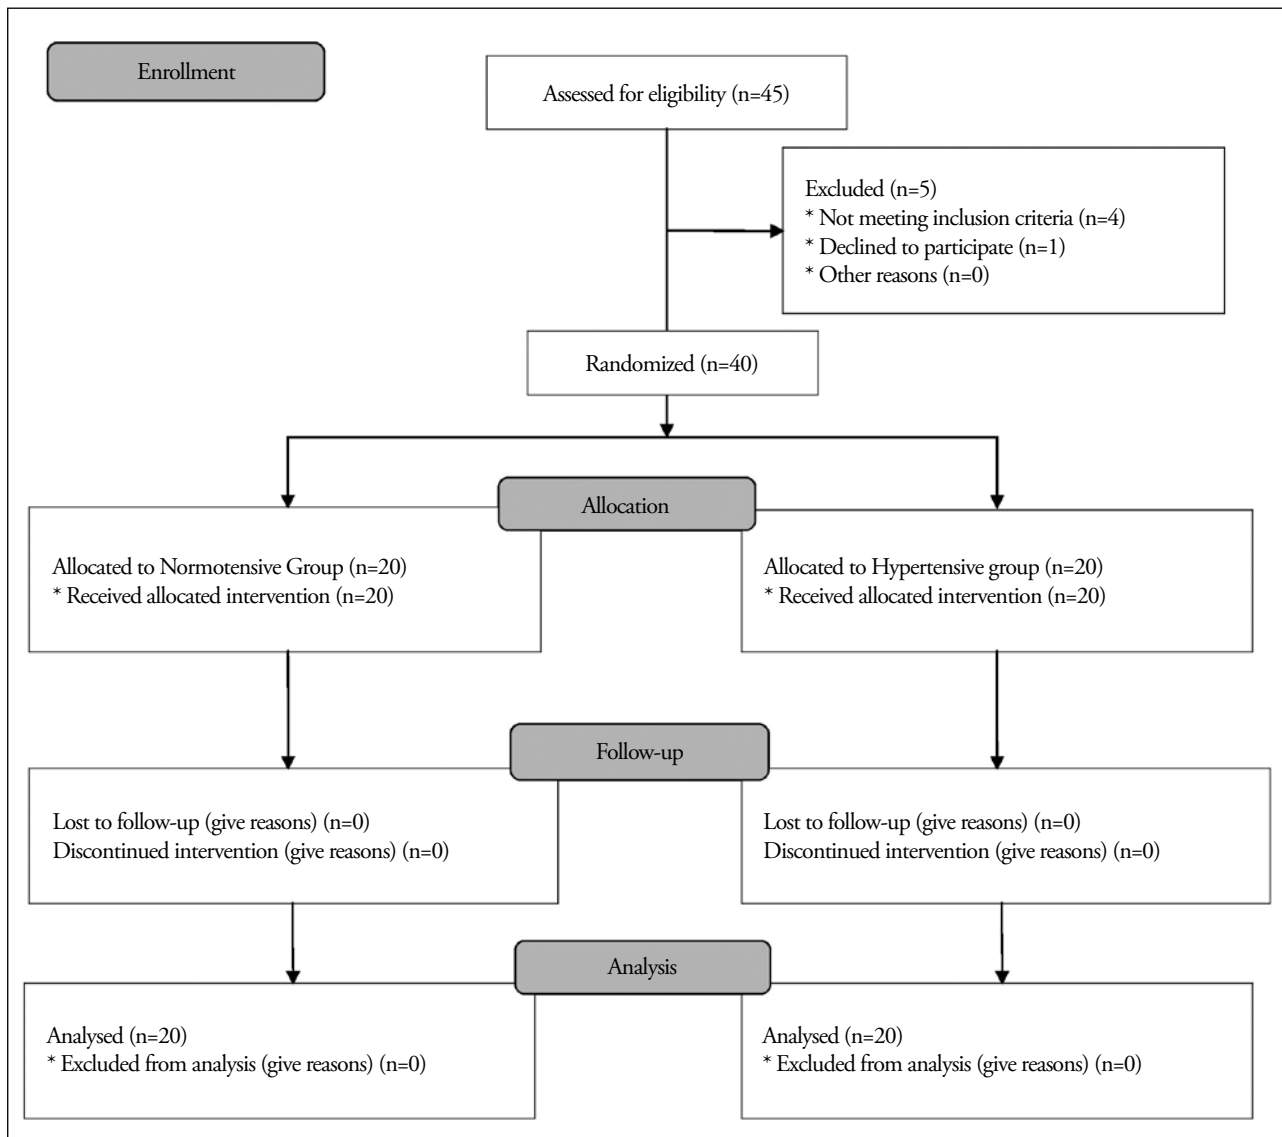 Enrollment
Assessed for eligibility (n=45)
Excluded (n=5)
* Not meeting inclusion criteria (n=4)
* Declined to participate (n=1)
* Other reasons (n=0)
Randomized (n=40)
Allocation
Allocated to Normotensive Group (n=20)
* Received allocated intervention (n=20)
Allocated to Hypertensive group (n=20)
* Received allocated intervention (n=20)
Follow-up
Lost to follow-up (give reasons) (n=0)
Discontinued intervention (give reasons) (n=0)
Lost to follow-up (give reasons) (n=0)
Discontinued intervention (give reasons) (n=0)
Analysis
Analysed (n=20)
* Excluded from analysis (give reasons) (n=0)
Analysed (n=20)
* Excluded from analysis (give reasons) (n=0)